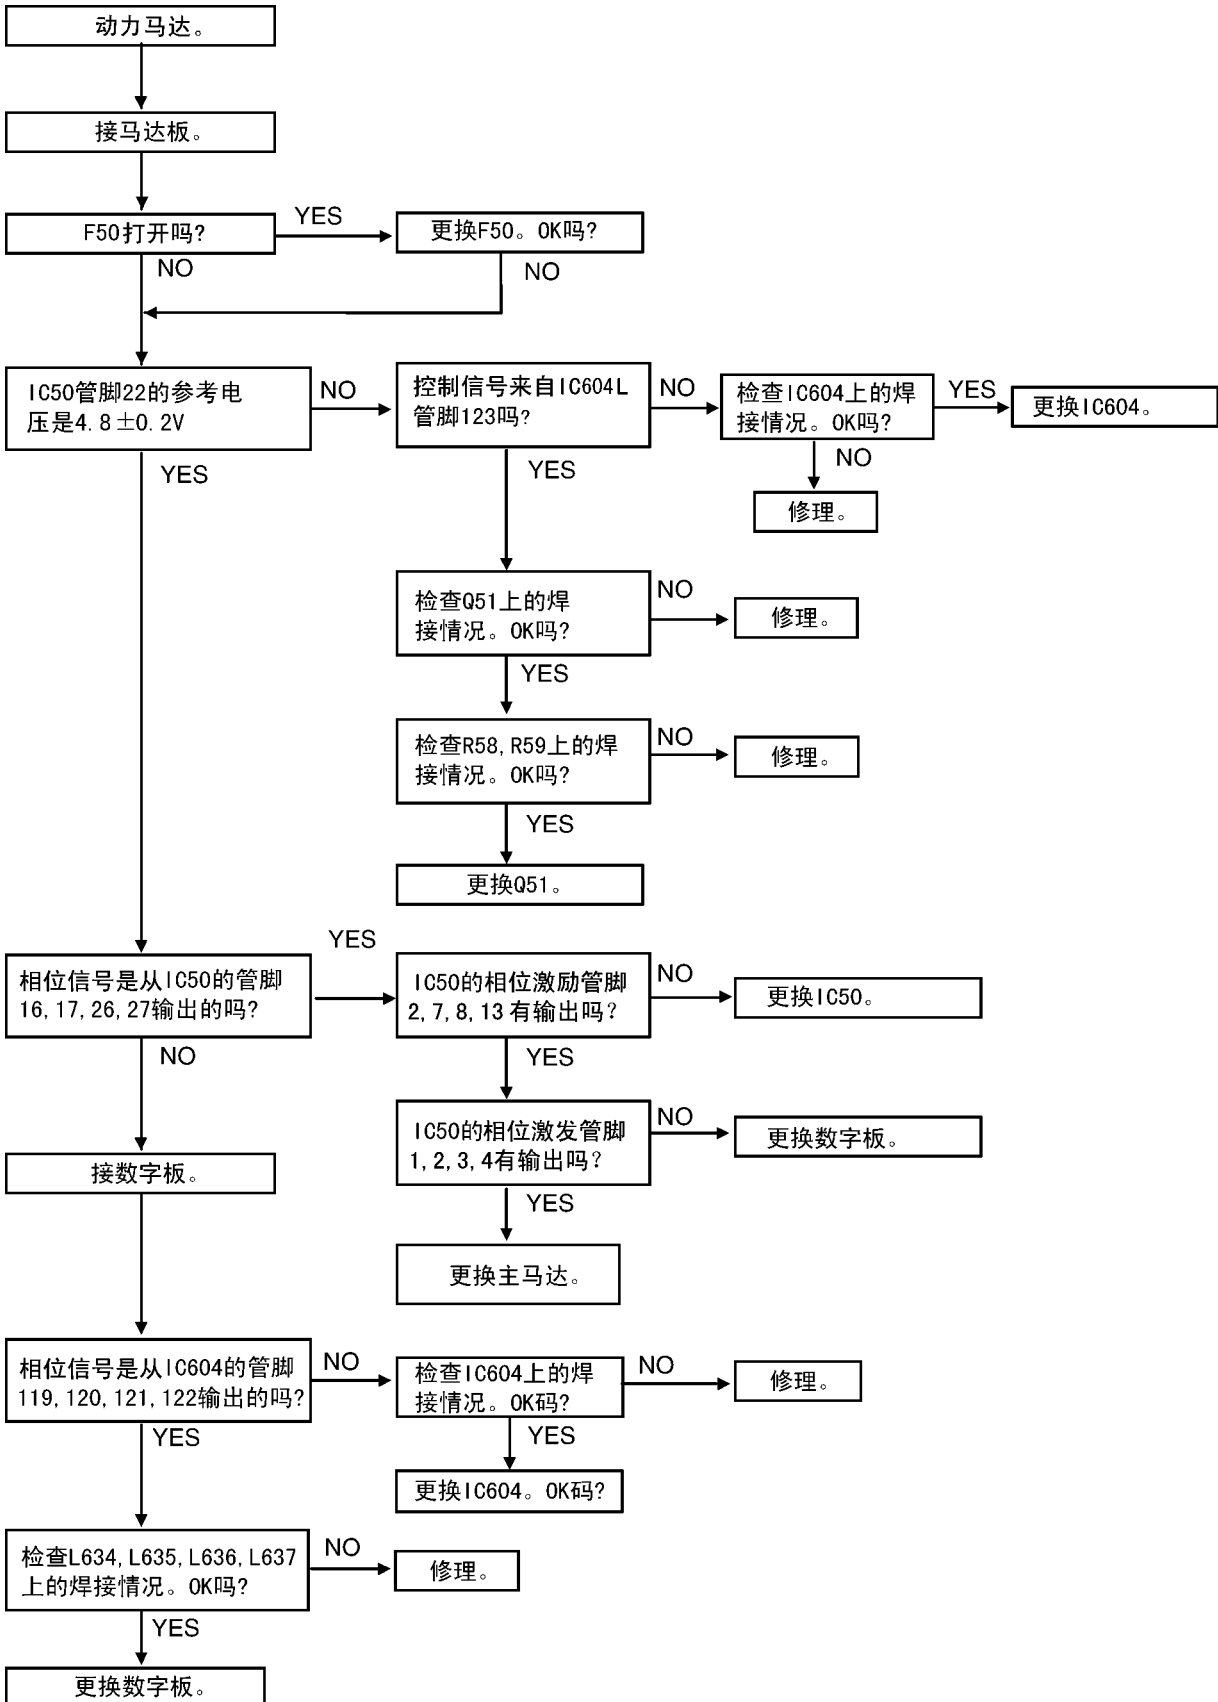 动力马达。
接马达板。
F50打开吗?
YES
更换F50。OK吗?
NO
NO
IC50管脚22的参考电
压是4.8±0.2V
NO
控制信号来自IC604L
管脚123吗?
NO
检查IC604上的焊
接情况。OK吗?
YES
更换IC604。
YES
YES
NO
修理。
检查Q51上的焊
接情况。OK吗?
NO
修理。
YES
检查R58,R59上的焊
接情况。OK吗?
NO
修理。
YES
更换Q51。
相位信号是从IC50的管脚
16,17,26,27输出的吗?
YES
IC50的相位激励管脚
2,7,8,13有输出吗?
NO
更换IC50。
NO
YES
IC50的相位激发管脚
1,2,3,4有输出吗?
NO
更换数字板。
接数字板。
YES
更换主马达。
相位信号是从IC604的管脚
119,120,121,122输出的吗?
NO
检查IC604上的焊
接情况。OK码?
NO
修理。
YES
YES
更换IC604。OK码?
检查L634,L635,L636,L637
上的焊接情况。OK吗?
NO
修理。
YES
更换数字板。